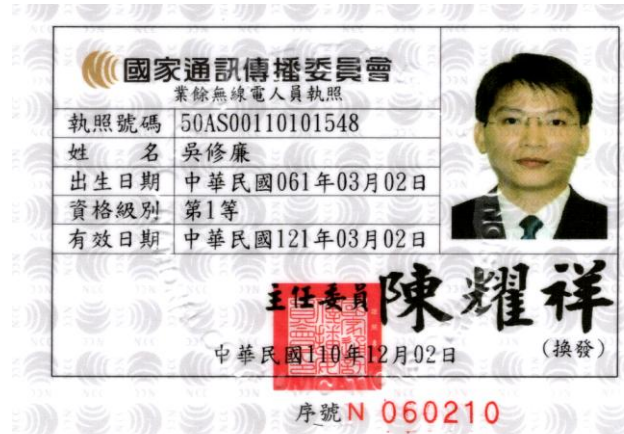 國家通訊傳播委員會
業餘無線電人員執照
執照號碼 50AS00110101548
姓 名 吳修廉
出生日期 中華民國061年03月02日
資格級別 第1等
有效日期 中華民國121年03月02日
主任委員 陳耀祥
中華民國110年12月02日 (換發)
序號 N 060210